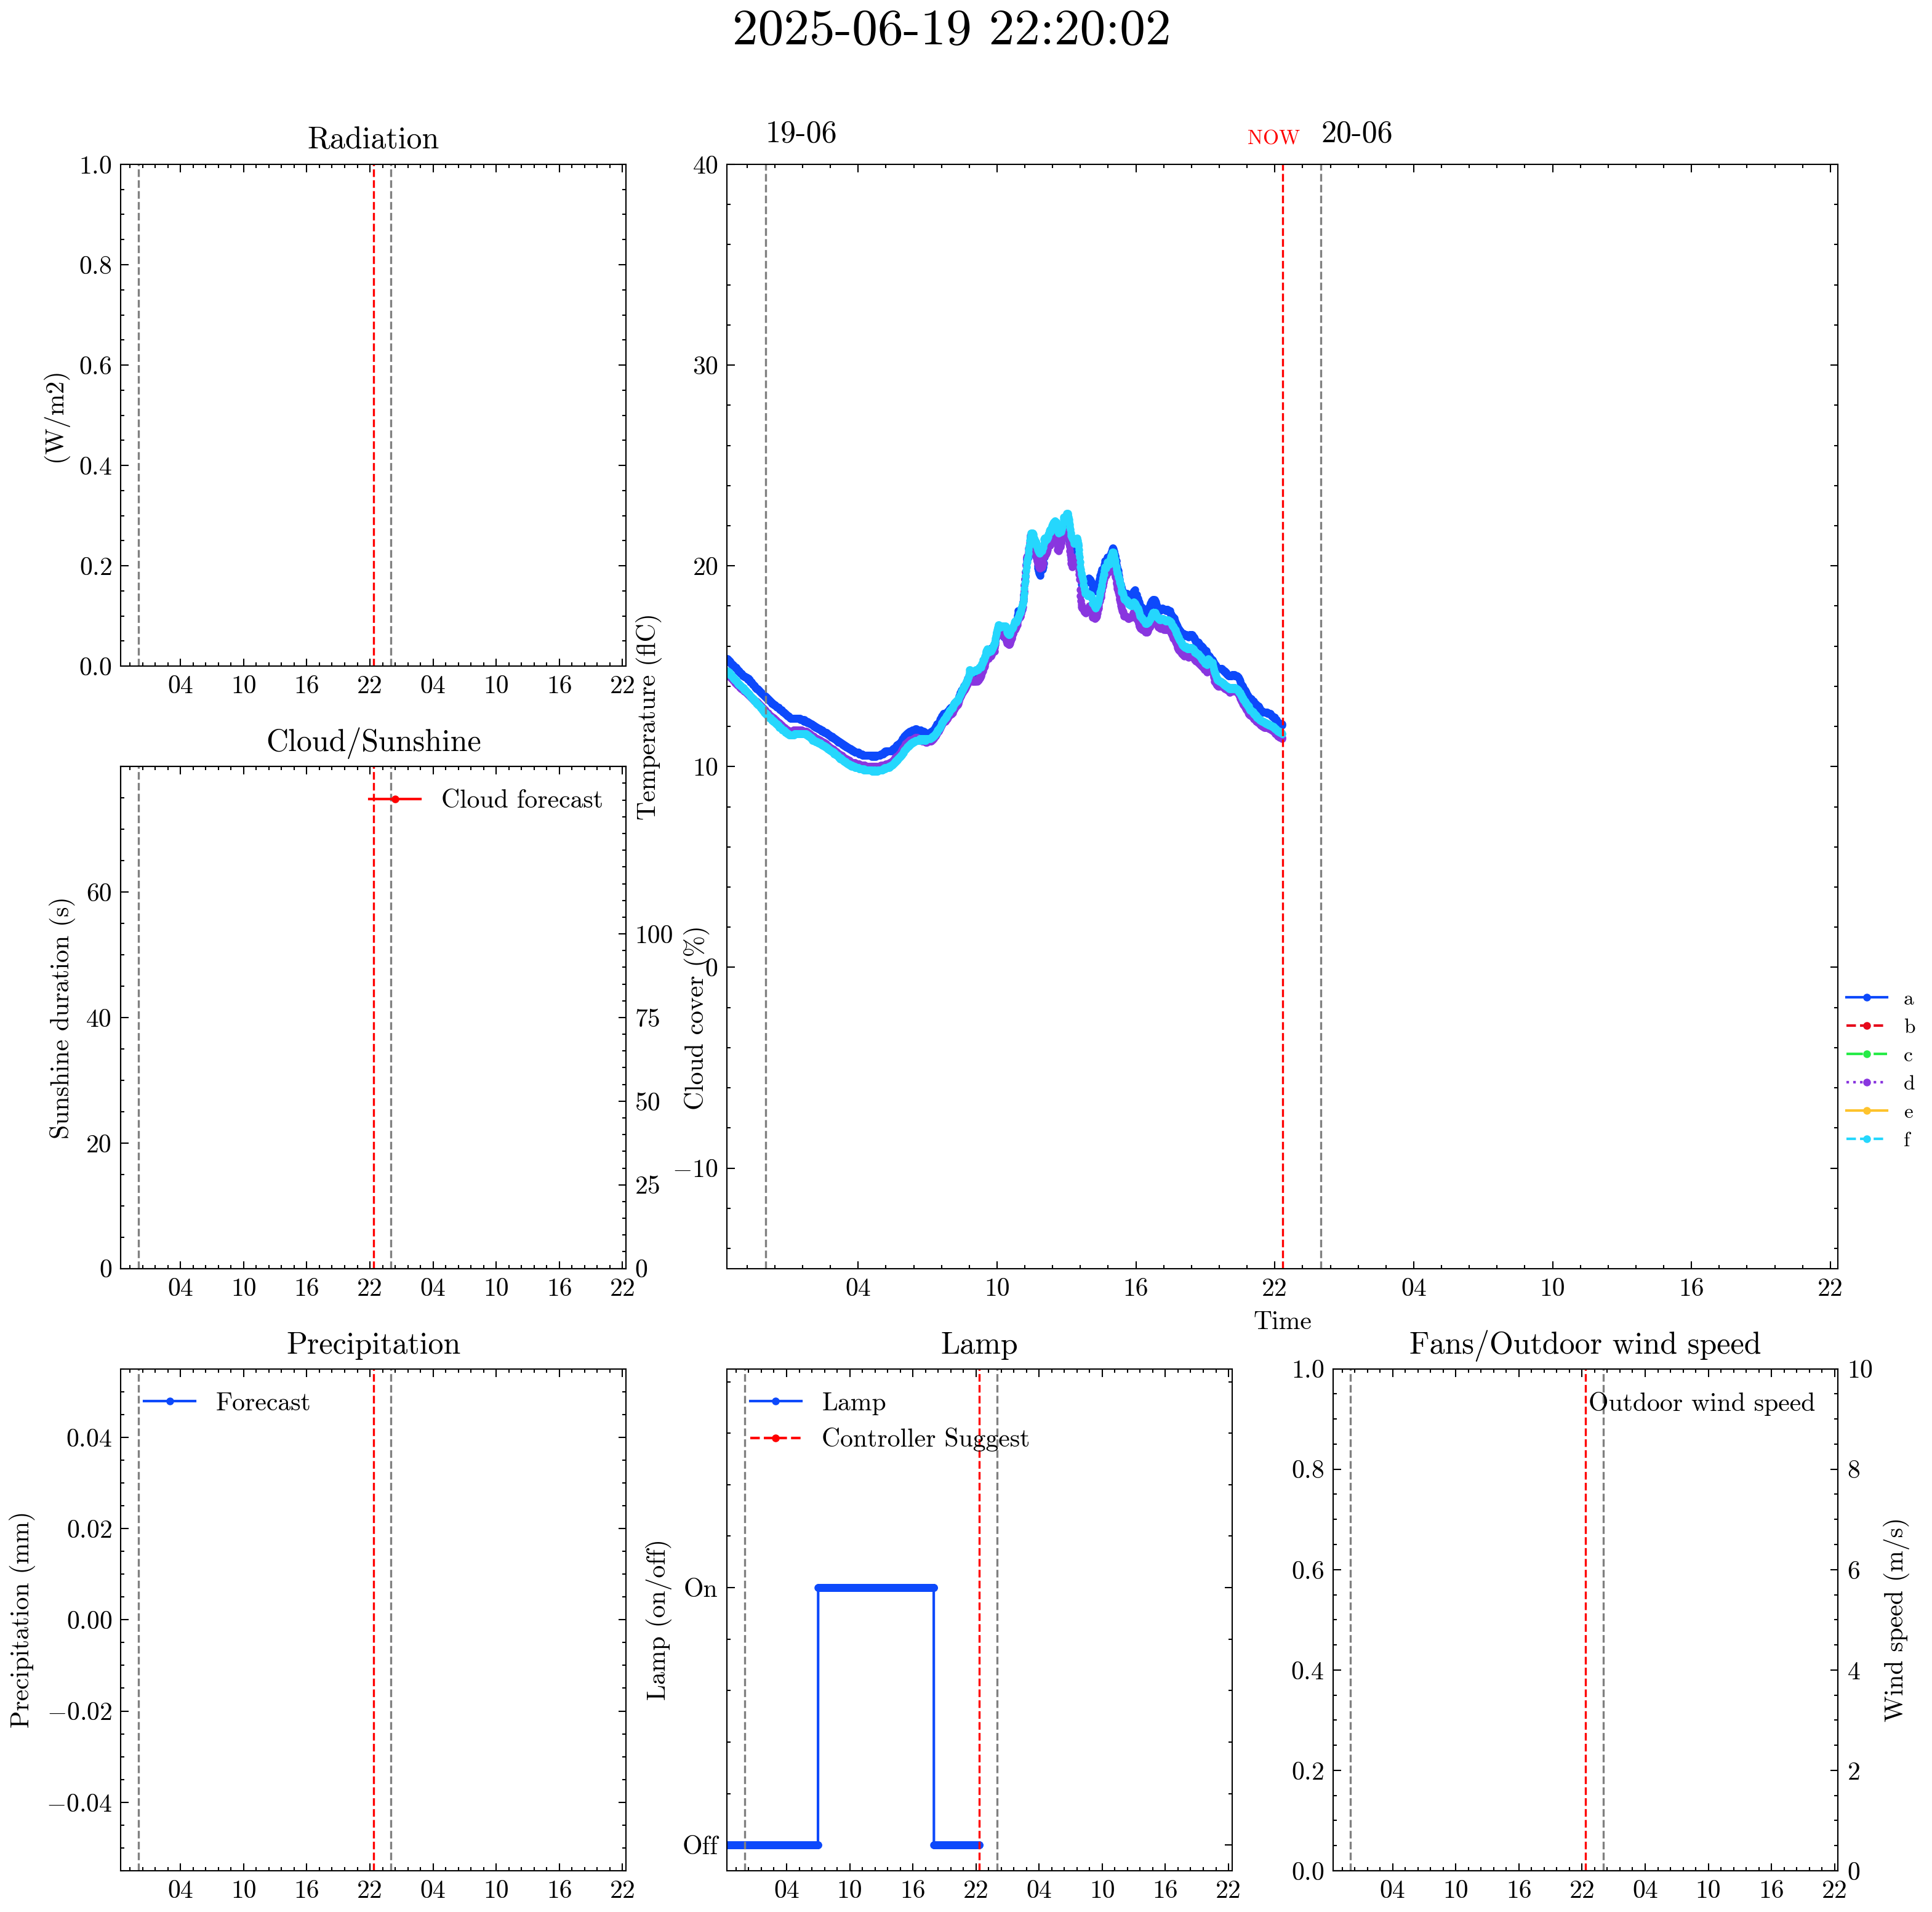 2025-06-19 22:20:02
Radiation
1.0
0.8
0.6
0.4
0.2
0.0
(W/m2)
04 10 16 22 04 10 16 22
19-06
NOW
20-06
40
30
20
10
0
−10
Temperature (flC)
04 10 16 22 04 10 16 22
Time
a
b
c
d
e
f
Cloud/Sunshine
Cloud forecast
60
40
20
0
Sunshine duration (s)
100
75
50
25
0
Cloud cover (%)
04 10 16 22 04 10 16 22
Precipitation
Forecast
0.04
0.02
0.00
−0.02
−0.04
Precipitation (mm)
04 10 16 22 04 10 16 22
Lamp
Lamp
Controller Suggest
On
Off
Lamp (on/off)
04 10 16 22 04 10 16 22
Fans/Outdoor wind speed
Outdoor wind speed
1.0
0.8
0.6
0.4
0.2
0.0
10
8
6
4
2
0
Wind speed (m/s)
04 10 16 22 04 10 16 22